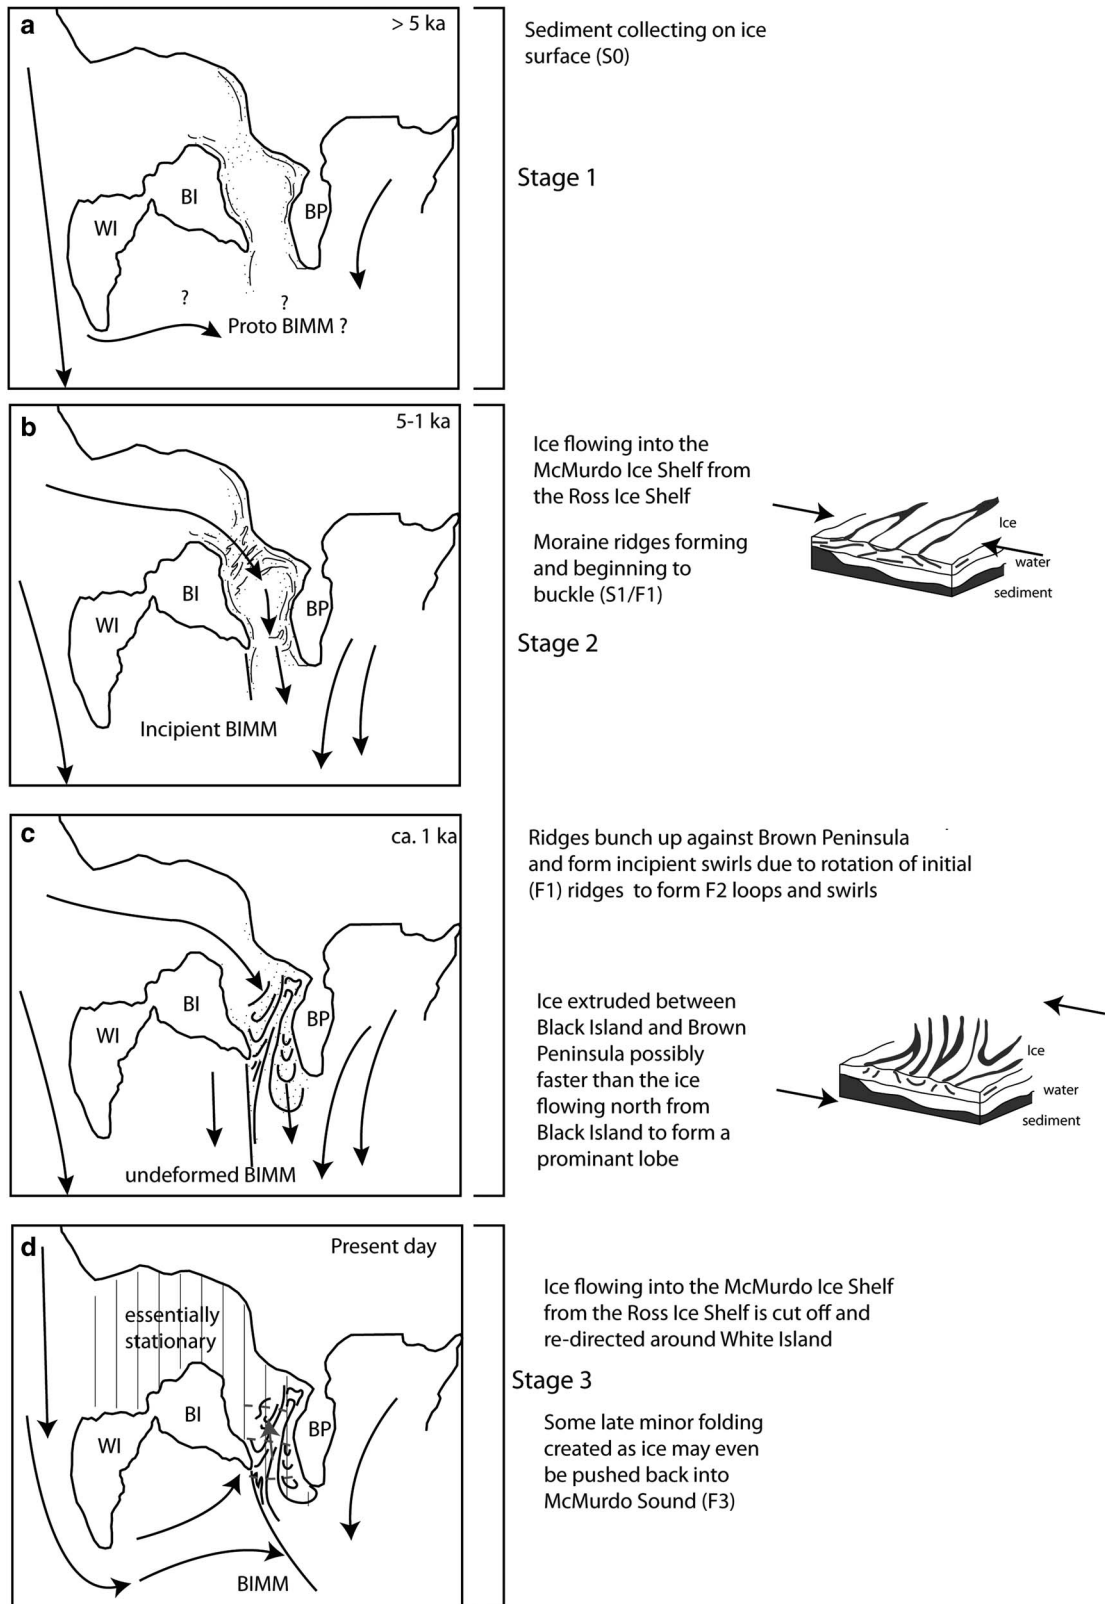 a
> 5 ka
Sediment collecting on ice
surface (S0)
Stage 1
BI
WI
BP
?
?
Proto BIMM ?
b
5-1 ka
Ice flowing into the
McMurdo Ice Shelf from
the Ross Ice Shelf
Moraine ridges forming
and beginning to
buckle (S1/F1)
Ice
water
sediment
Stage 2
BI
WI
BP
Incipient BIMM
c
ca. 1 ka
Ridges bunch up against Brown Peninsula
and form incipient swirls due to rotation of initial
(F1) ridges to form F2 loops and swirls
BI
WI
BP
undeformed BIMM
Ice extruded between
Black Island and Brown
Peninsula possibly
faster than the ice
flowing north from
Black Island to form a
prominant lobe
Ice
water
sediment
d
Present day
essentially
stationary
BI
WI
BP
BIMM
Ice flowing into the McMurdo Ice Shelf
from the Ross Ice Shelf is cut off and
re-directed around White Island
Stage 3
Some late minor folding
created as ice may even
be pushed back into
McMurdo Sound (F3)